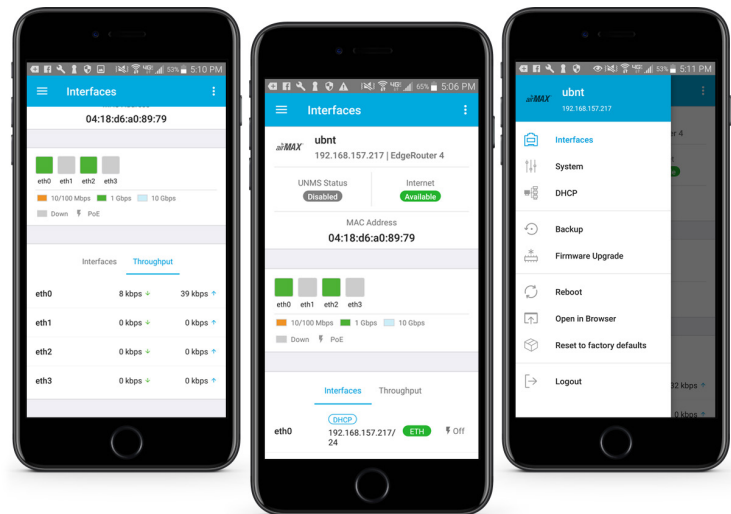 53% 5:10 PM
Interfaces
04:18:d6:a0:89:79
eth0 eth1 eth2 eth3
10/100 Mbps 1 Gbps 10 Gbps
Down PoE
Interfaces Throughput
eth0 8 kbps ↓ 39 kbps ↑
eth1 0 kbps ↓ 0 kbps ↑
eth2 0 kbps ↓ 0 kbps ↑
eth3 0 kbps ↓ 0 kbps ↑
65% 5:06 PM
Interfaces
airMAX ubnt
192.168.157.217 | EdgeRouter 4
UNMS Status Internet
Disabled Available
MAC Address
04:18:d6:a0:89:79
eth0 eth1 eth2 eth3
10/100 Mbps 1 Gbps 10 Gbps
Down PoE
Interfaces Throughput
DHCP
eth0 192.168.157.217/ ETH Off
24
53% 5:11 PM
airMAX ubnt
192.168.157.217
Interfaces
System
DHCP
Backup
Firmware Upgrade
Reboot
Open in Browser
Reset to factory defaults
Logout
32 kbps ↑
0 kbps ↑